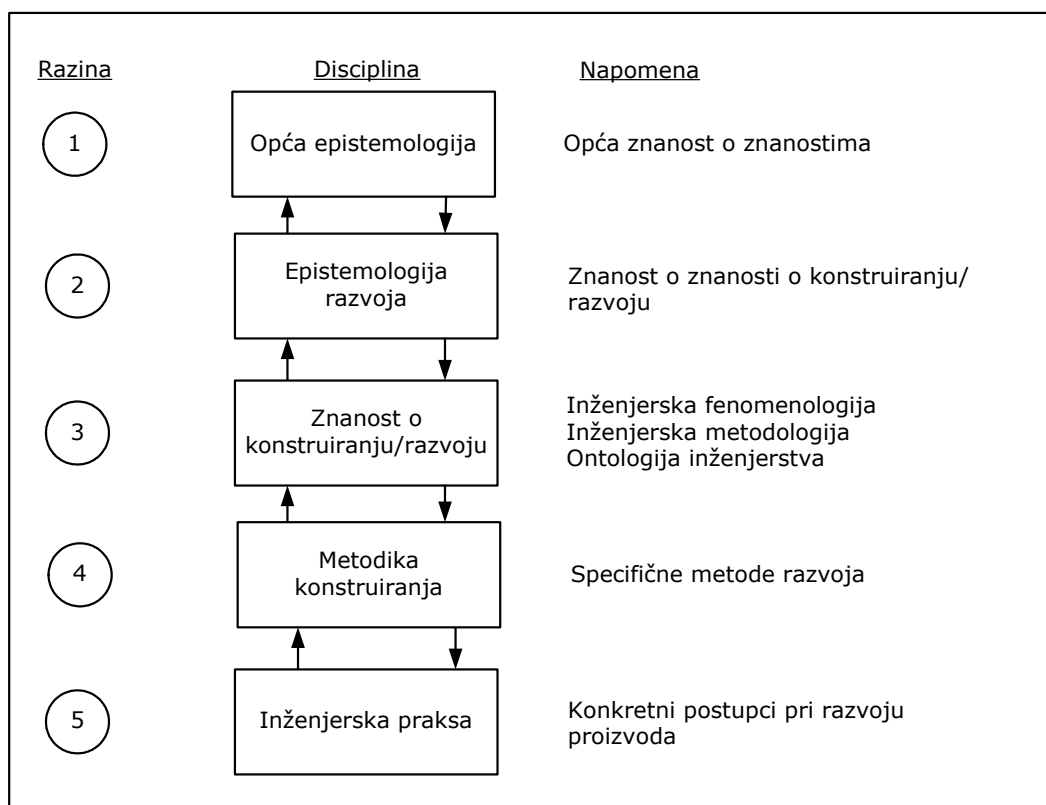 Razina Disciplina Napomena
1 Opća epistemologija Opća znanost o znanostima
2
Epistemologija
razvoja
Znanost o znanosti o konstruiranju/
razvoju
3
Znanost o
konstruiranju/razvoju
Inženjerska fenomenologija
Inženjerska metodologija
Ontologija inženjerstva
4
Metodika
konstruiranja
Specifične metode razvoja
5
Inženjerska praksa
Konkretni postupci pri razvoju
proizvoda